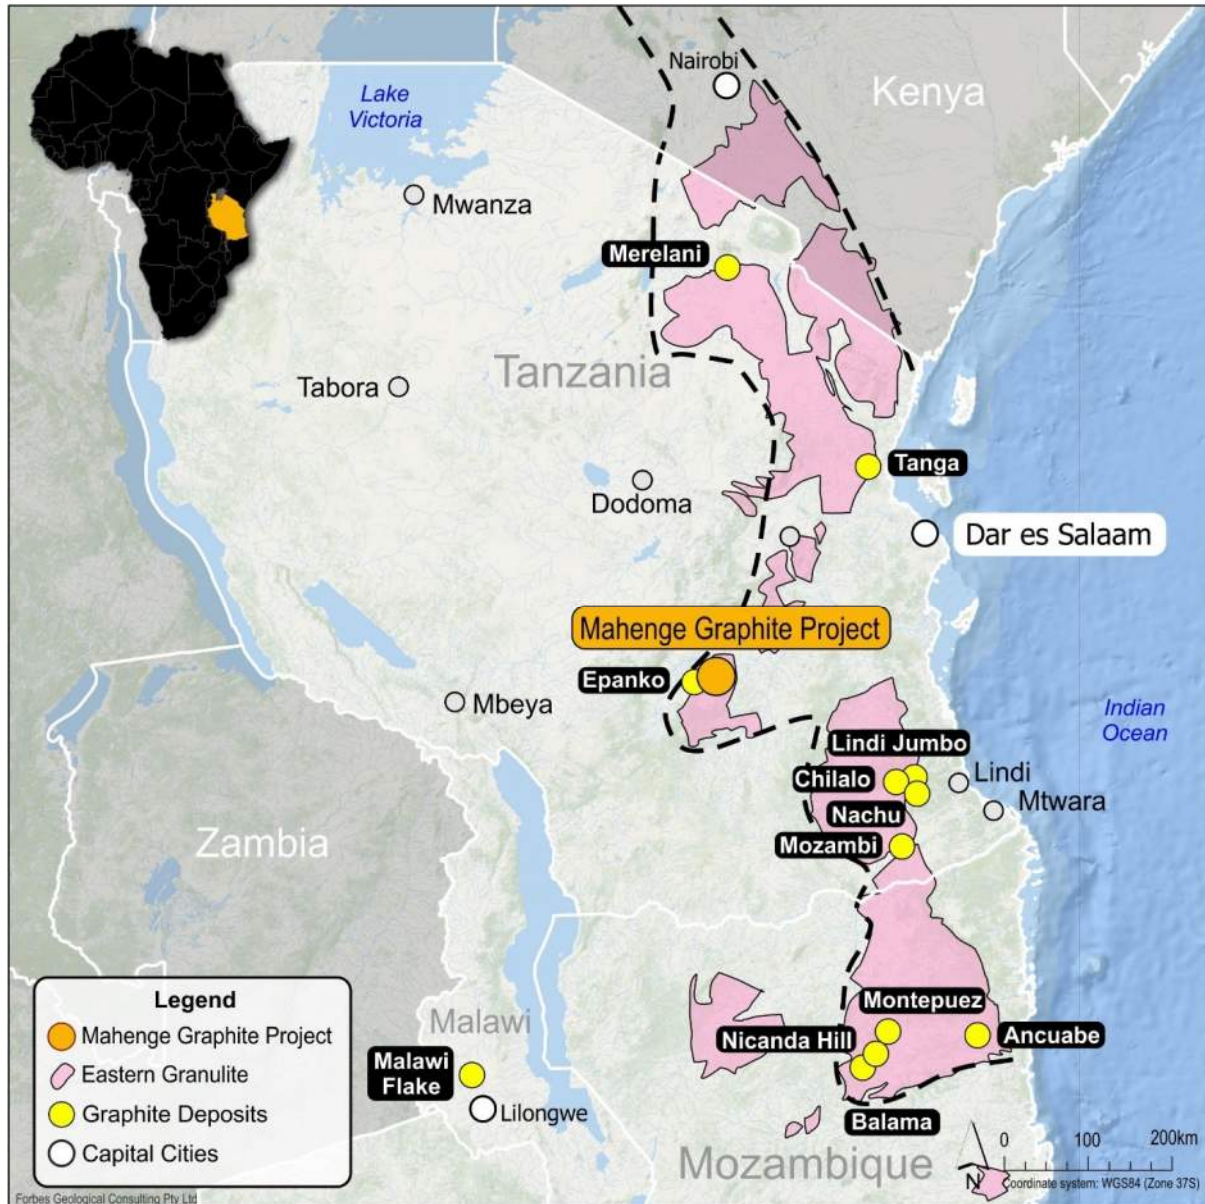 Nairobi
Kenya
Lake
Victoria
Mwanza
Merelani
Tanzania
Tabora
Tanga
Dodoma
Dar es Salaam
Mahenge Graphite Project
Epanko
Mbeya
Indian
Ocean
Lindi Jumbo
Chilalo
Lindi
Mtwara
Nachu
Mozambi
Zambia
Montepuez
Nicanda Hill
Ancuabe
Malawi
Malawi
Flake
Lilongwe
Balama
Mozambique
Legend
Mahenge Graphite Project
Eastern Granulite
Graphite Deposits
Capital Cities
N
0 100 200km
Coordinate system: WGS84 (Zone 37S)
Forbes Geological Consulting Pty Ltd